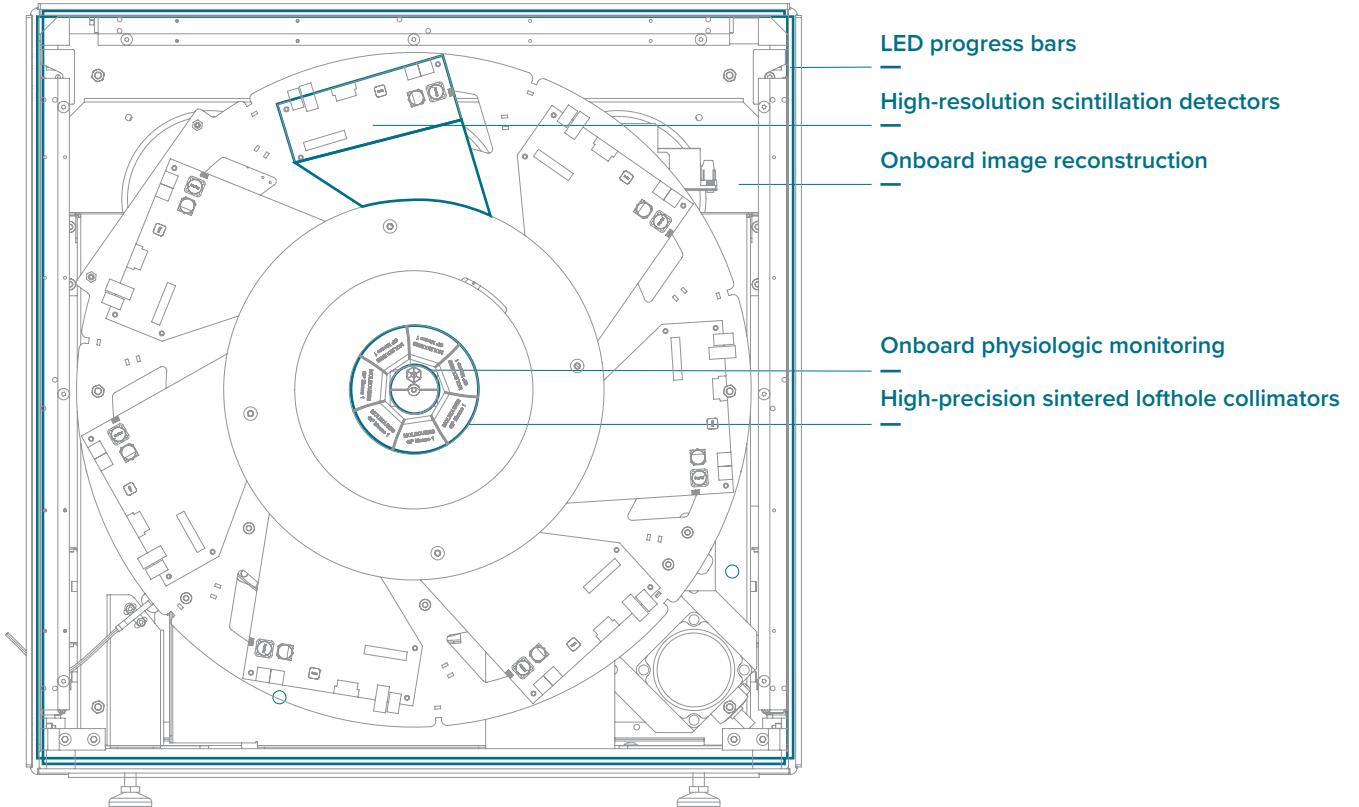 LED progress bars
High-resolution scintillation detectors
Onboard image reconstruction
Onboard physiologic monitoring
High-precision sintered lofthole collimators